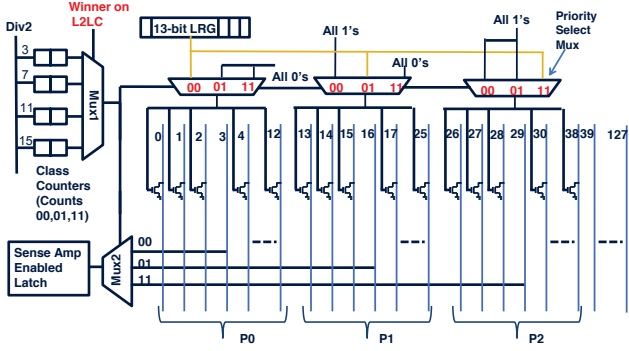 Winner on
L2LC
Div2
13-bit LRG
All 1's
All 1's
Priority
Select
Mux
3
7
11
15
Mux1
All 0's
All 0's
00 01 11
00 01 11
00 01 11
0 1 2 3 4 12 13 14 15 16 17 25 26 27 28 29 30 38 39 127
Class
Counters
(Counts
00,01,11)
Sense Amp
Enabled
Latch
Mux2
00
01
11
P0 P1 P2